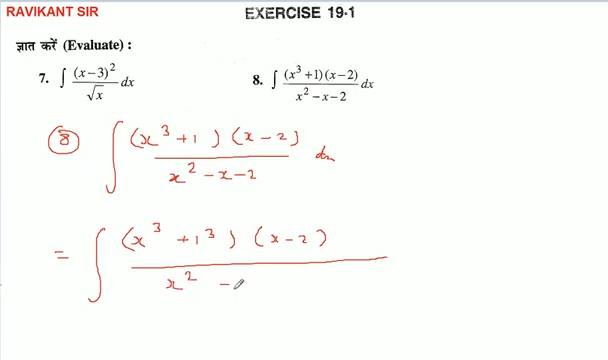 RAVIKANT SIR
EXERCISE 19·1
ज्ञात करें (Evaluate) :
7. ∫ (x−3)² / √x dx 8. ∫ (x³+1)(x−2) / x²−x−2 dx
⑧ ∫ (x³+1)(x−2) / x²−x−2 dx
= ∫ (x³+1³)(x−2) / x² −